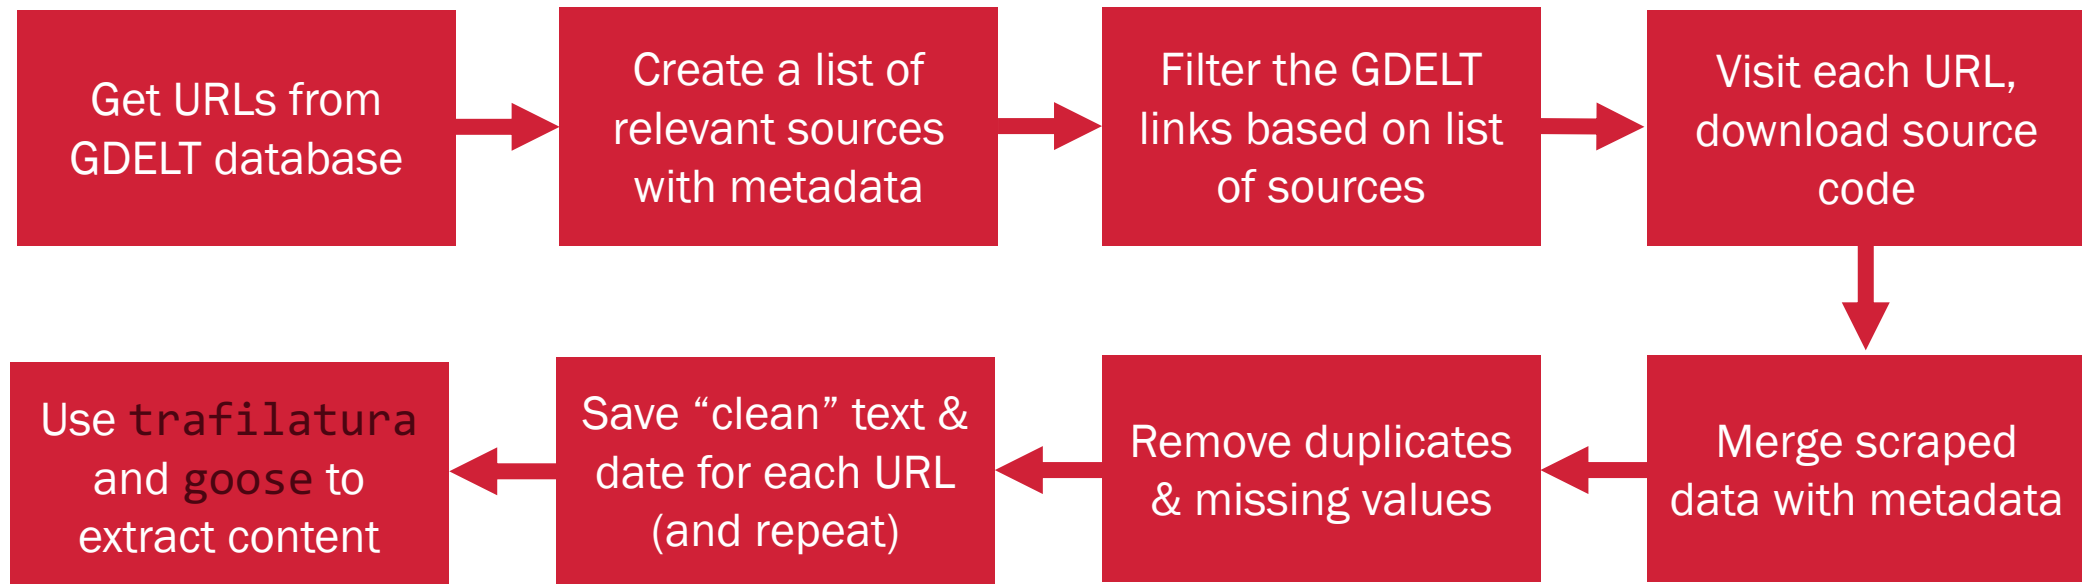 Get URLs from
GDELT database
Create a list of
relevant sources
with metadata
Filter the GDELT
links based on list
of sources
Visit each URL,
download source
code
Merge scraped
data with metadata
Remove duplicates
& missing values
Save “clean” text &
date for each URL
(and repeat)
Use trafilatura
and goose to
extract content